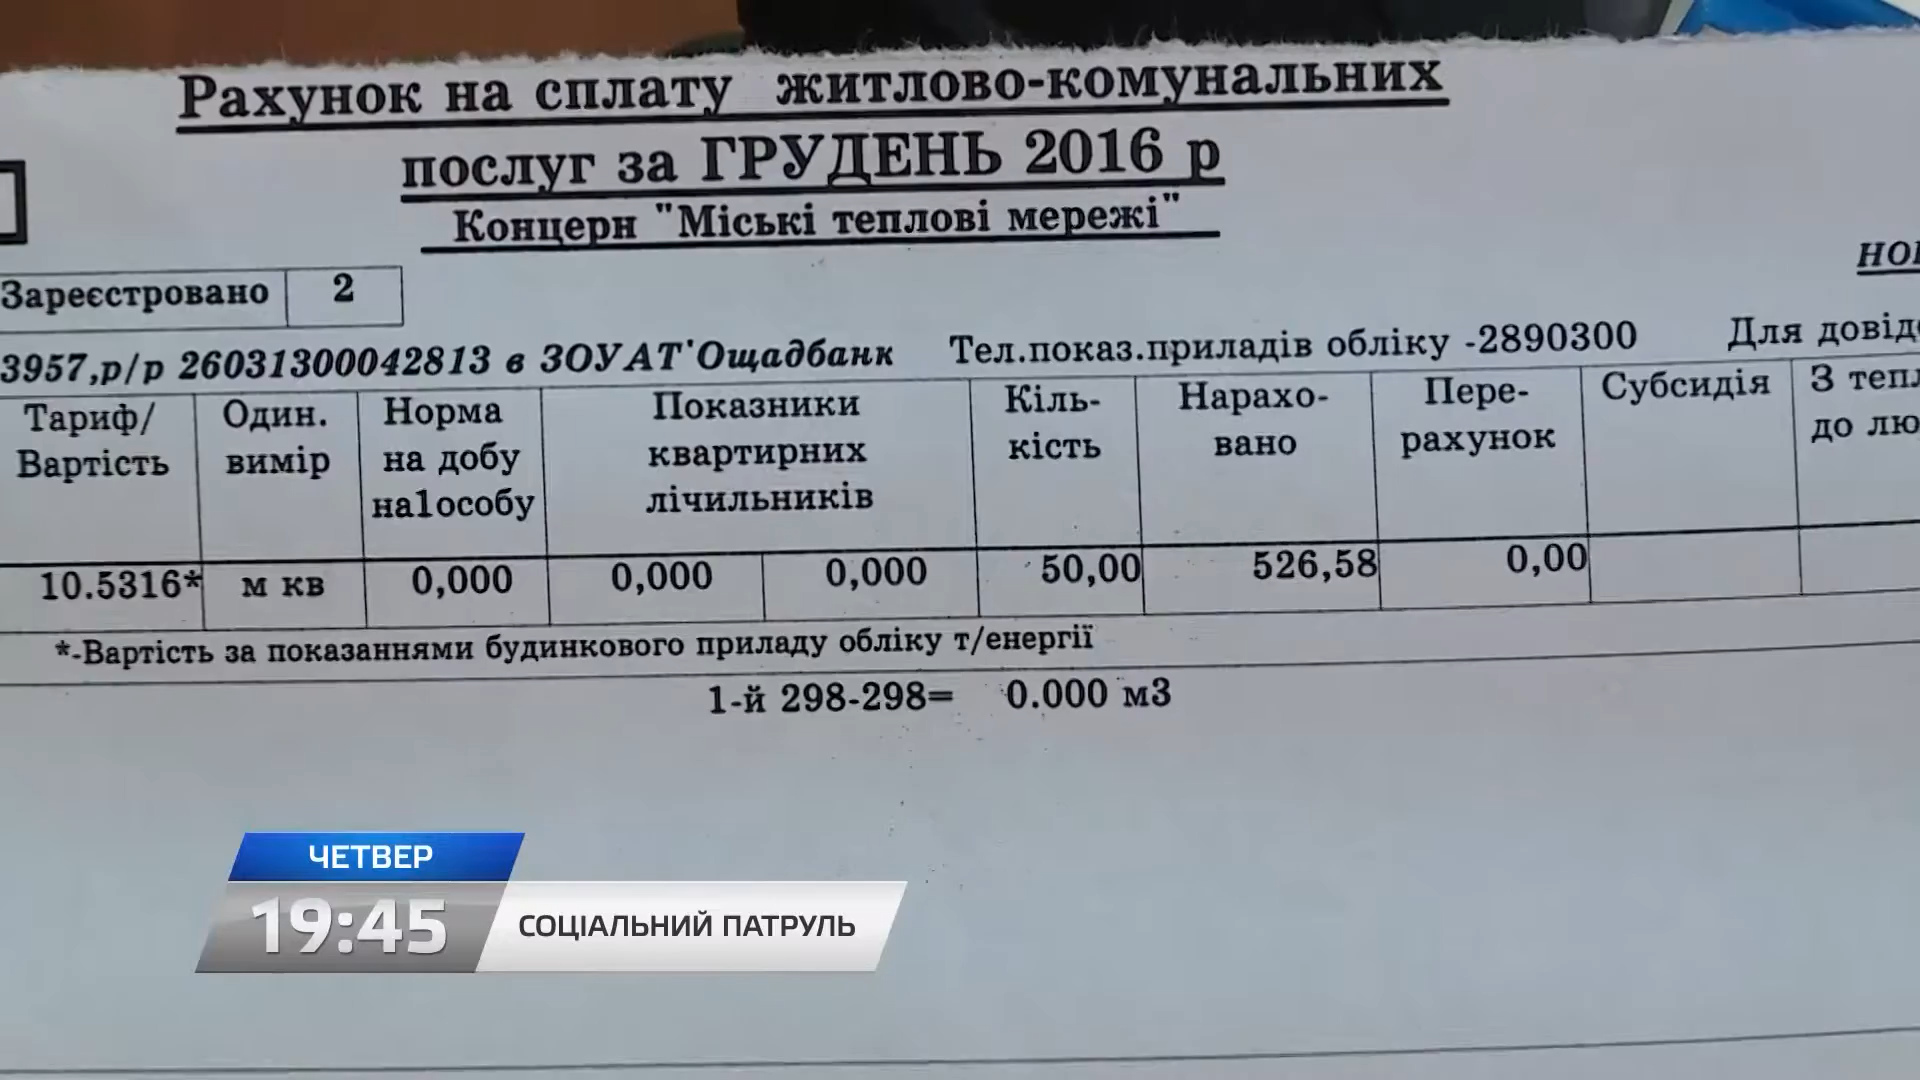 Рахунок на сплату житлово-комунальних
послуг за ГРУДЕНЬ 2016 р
Концерн "Міські теплові мережі"
Зареєстровано 2
3957,р/р 26031300042813 в ЗОУАТ'Ощадбанк Тел.показ.приладів обліку -2890300 Для
Тариф/ Один. Норма Показники Кіль- Нарахо- Пере- Субсидія З
Вартість вимір на добу квартирних кість вано рахунок до
на1особу лічильників
10.5316* м кв 0,000 0,000 0,000 50,00 526,58 0,00
*-Вартість за показаннями будинкового приладу обліку т/енергії
1-й 298-298= 0.000 м3
ЧЕТВЕР
19:45 СОЦІАЛЬНИЙ ПАТРУЛЬ